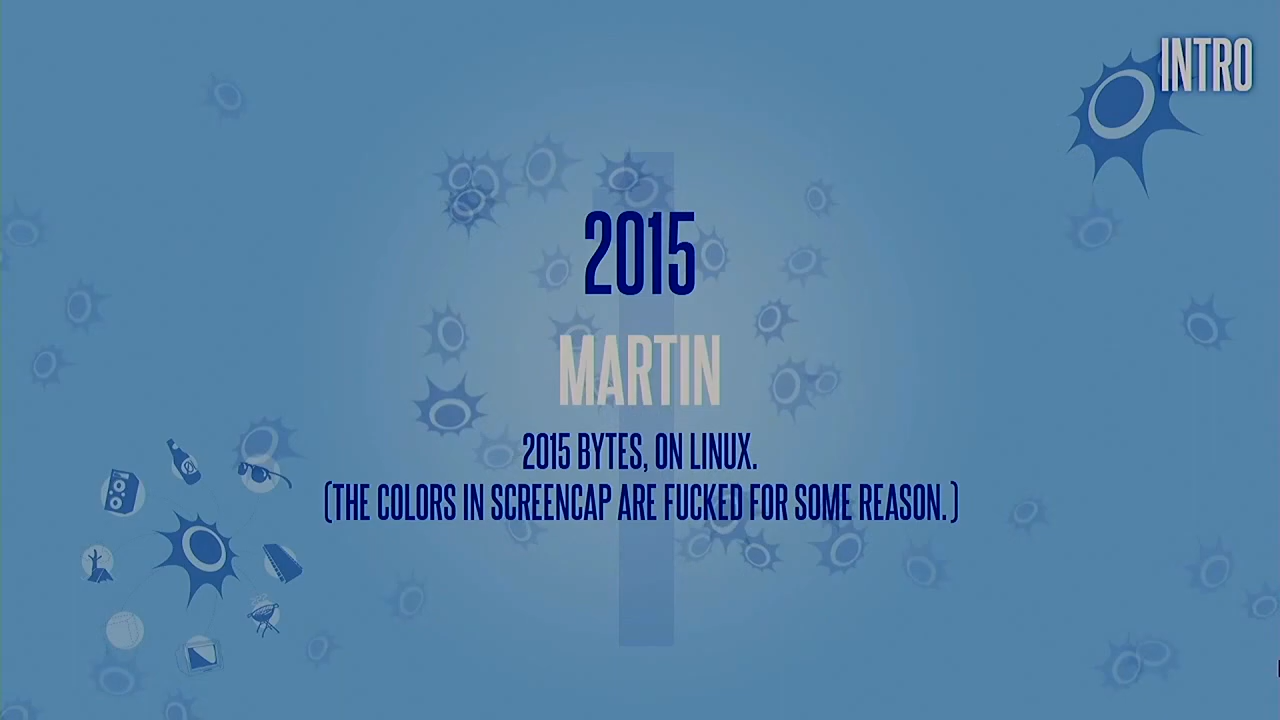 INTRO
2015
MARTIN
2015 BYTES, ON LINUX.
(THE COLORS IN SCREENCAP ARE FUCKED FOR SOME REASON.)